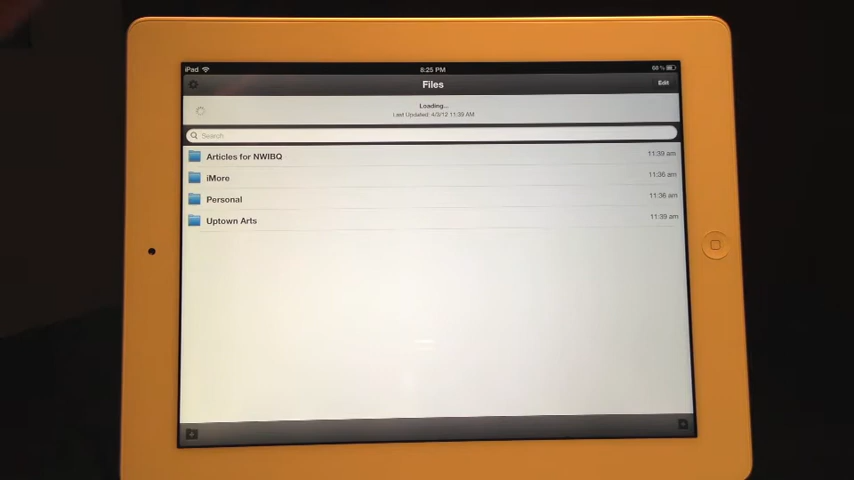 iPad 8:25 PM 68%
Files Edit
Loading...
Last Updated: 4/3/12 11:39 AM
Search
Articles for NWIBQ 11:39 am
iMore 11:36 am
Personal 11:36 am
Uptown Arts 11:39 am